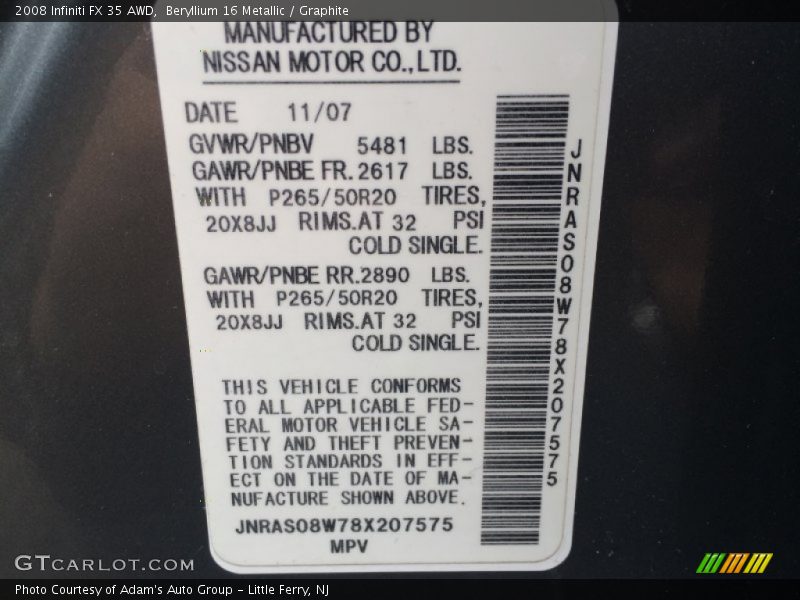 2008 Infiniti FX 35 AWD, Beryllium 16 Metallic / Graphite
MANUFACTURED BY
NISSAN MOTOR CO.,LTD.
DATE 11/07
GVWR/PNBV 5481 LBS.
GAWR/PNBE FR. 2617 LBS.
WITH P265/50R20 TIRES,
20X8JJ RIMS.AT 32 PSI
COLD SINGLE.
GAWR/PNBE RR. 2890 LBS.
WITH P265/50R20 TIRES,
20X8JJ RIMS.AT 32 PSI
COLD SINGLE.
THIS VEHICLE CONFORMS
TO ALL APPLICABLE FED-
ERAL MOTOR VEHICLE SA-
FETY AND THEFT PREVEN-
TION STANDARDS IN EFF-
ECT ON THE DATE OF MA-
NUFACTURE SHOWN ABOVE.
JNRAS08W78X207575
MPV
JNRAS08W78X207575
GTCARLOT.COM
Photo Courtesy of Adam's Auto Group - Little Ferry, NJ